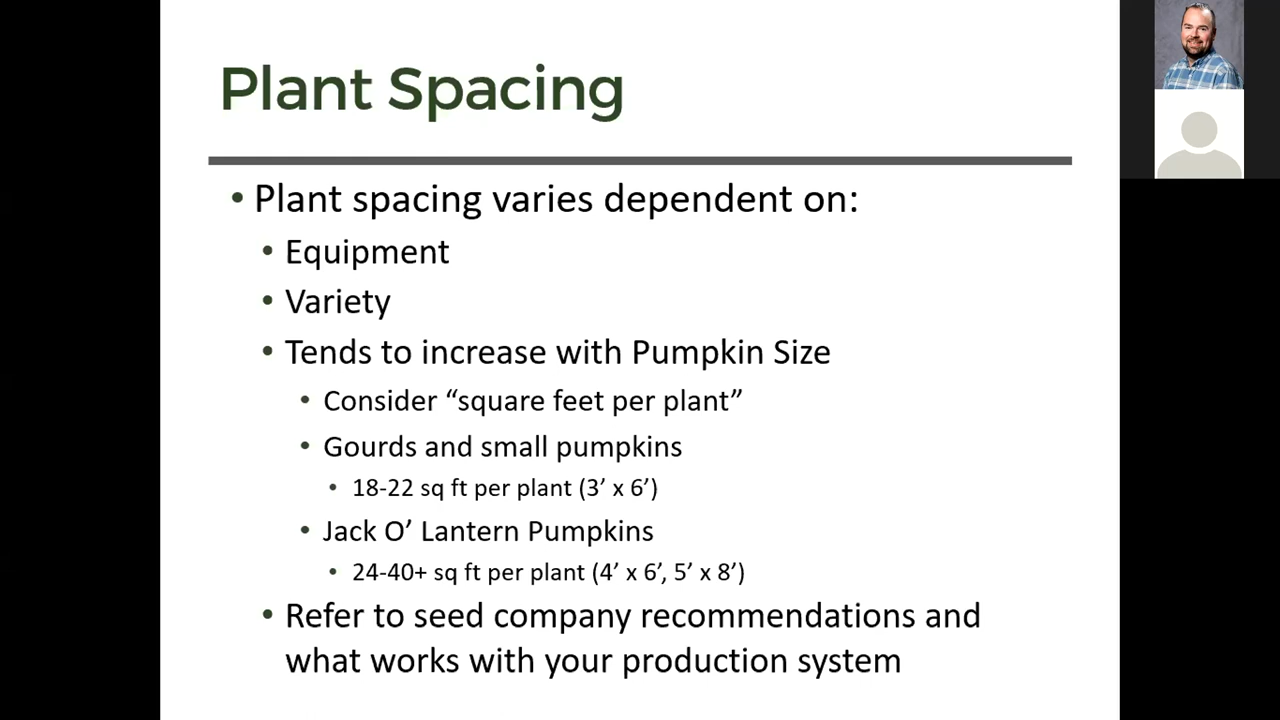 Plant Spacing
• Plant spacing varies dependent on:
• Equipment
• Variety
• Tends to increase with Pumpkin Size
• Consider “square feet per plant”
• Gourds and small pumpkins
• 18-22 sq ft per plant (3’ x 6’)
• Jack O’ Lantern Pumpkins
• 24-40+ sq ft per plant (4’ x 6’, 5’ x 8’)
• Refer to seed company recommendations and
what works with your production system